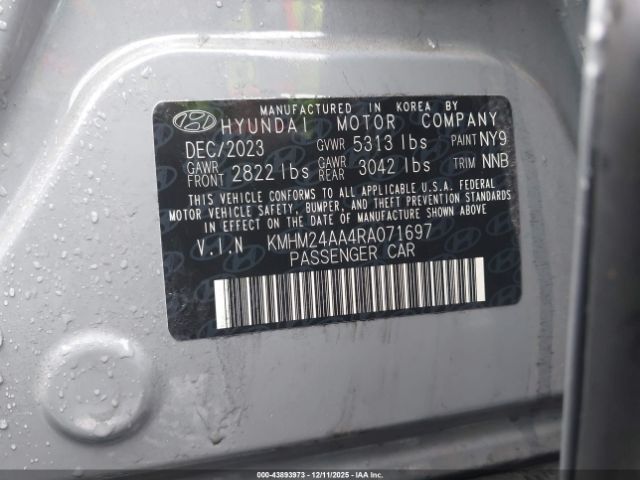 MANUFACTURED IN KOREA BY
HYUNDAI MOTOR COMPANY
DEC/2023 GVWR 5313 lbs PAINT NY9
GAWR FRONT 2822 lbs GAWR REAR 3042 lbs TRIM NNB
THIS VEHICLE CONFORMS TO ALL APPLICABLE U.S.A. FEDERAL
MOTOR VEHICLE SAFETY, BUMPER, AND THEFT PREVENTION STANDARDS
IN EFFECT ON THE DATE OF MANUFACTURE SHOWN ABOVE.
V.I.N KMHM24AA4RA071697
PASSENGER CAR
000-43893973 - 12/11/2025 - IAA Inc.